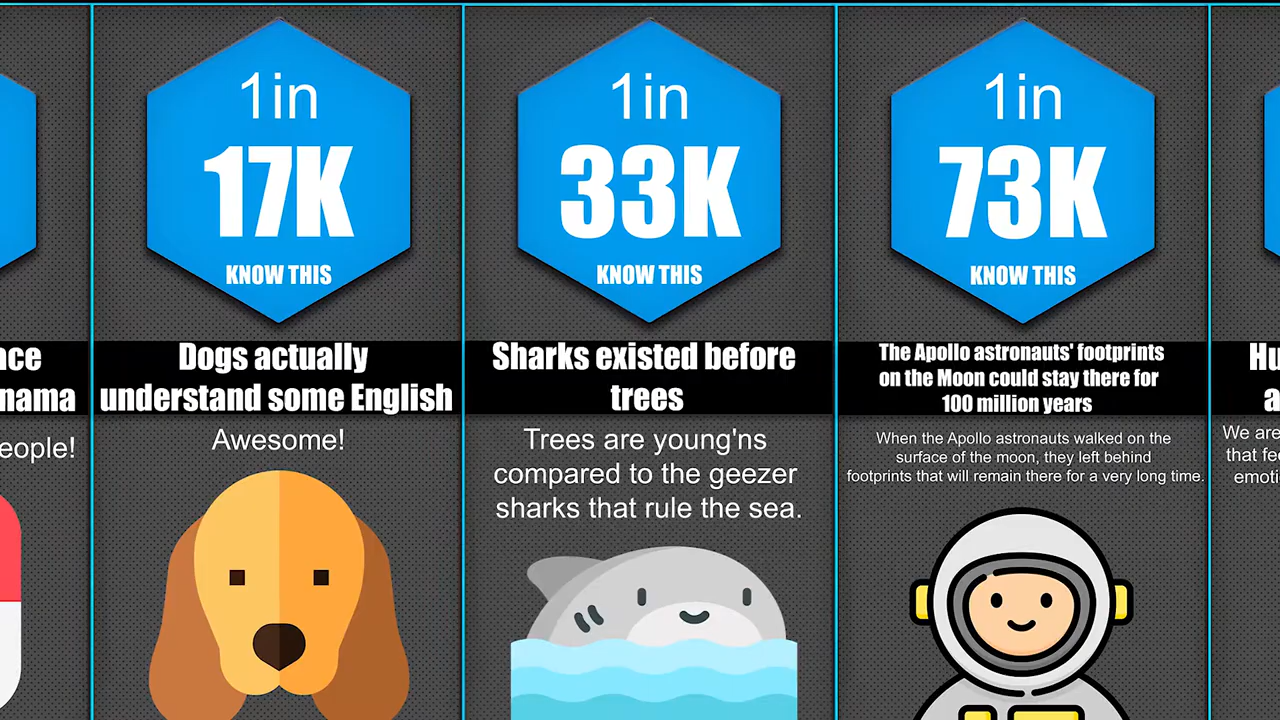 ace
nama
eople!
1in
17K
KNOW THIS
Dogs actually
understand some English
Awesome!
1in
33K
KNOW THIS
Sharks existed before
trees
Trees are young'ns
compared to the geezer
sharks that rule the sea.
1in
73K
KNOW THIS
The Apollo astronauts' footprints
on the Moon could stay there for
100 million years
When the Apollo astronauts walked on the
surface of the moon, they left behind
footprints that will remain there for a very long time.
Hu
a
We are
that fee
emoti